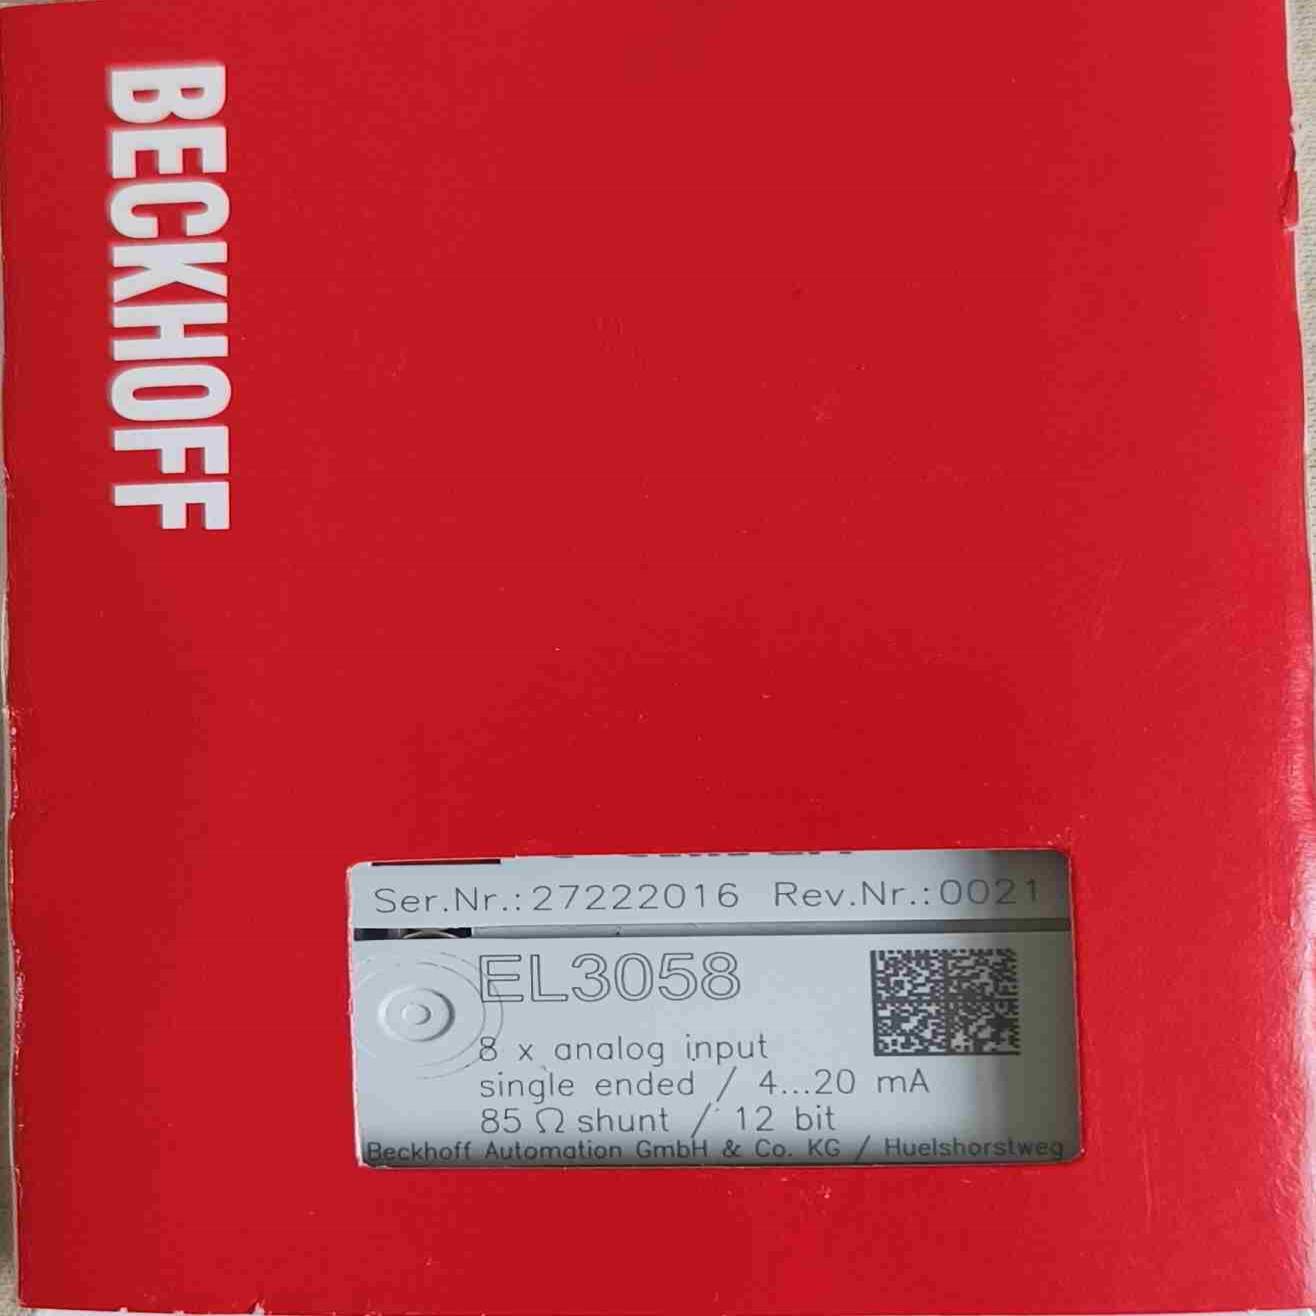 BECKHOFF
Ser.Nr.:27222016 Rev.Nr.:0021
EL3058
8 x analog input
single ended / 4...20 mA
85 Ω shunt / 12 bit
Beckhoff Automation GmbH & Co. KG / Huelshorstweg